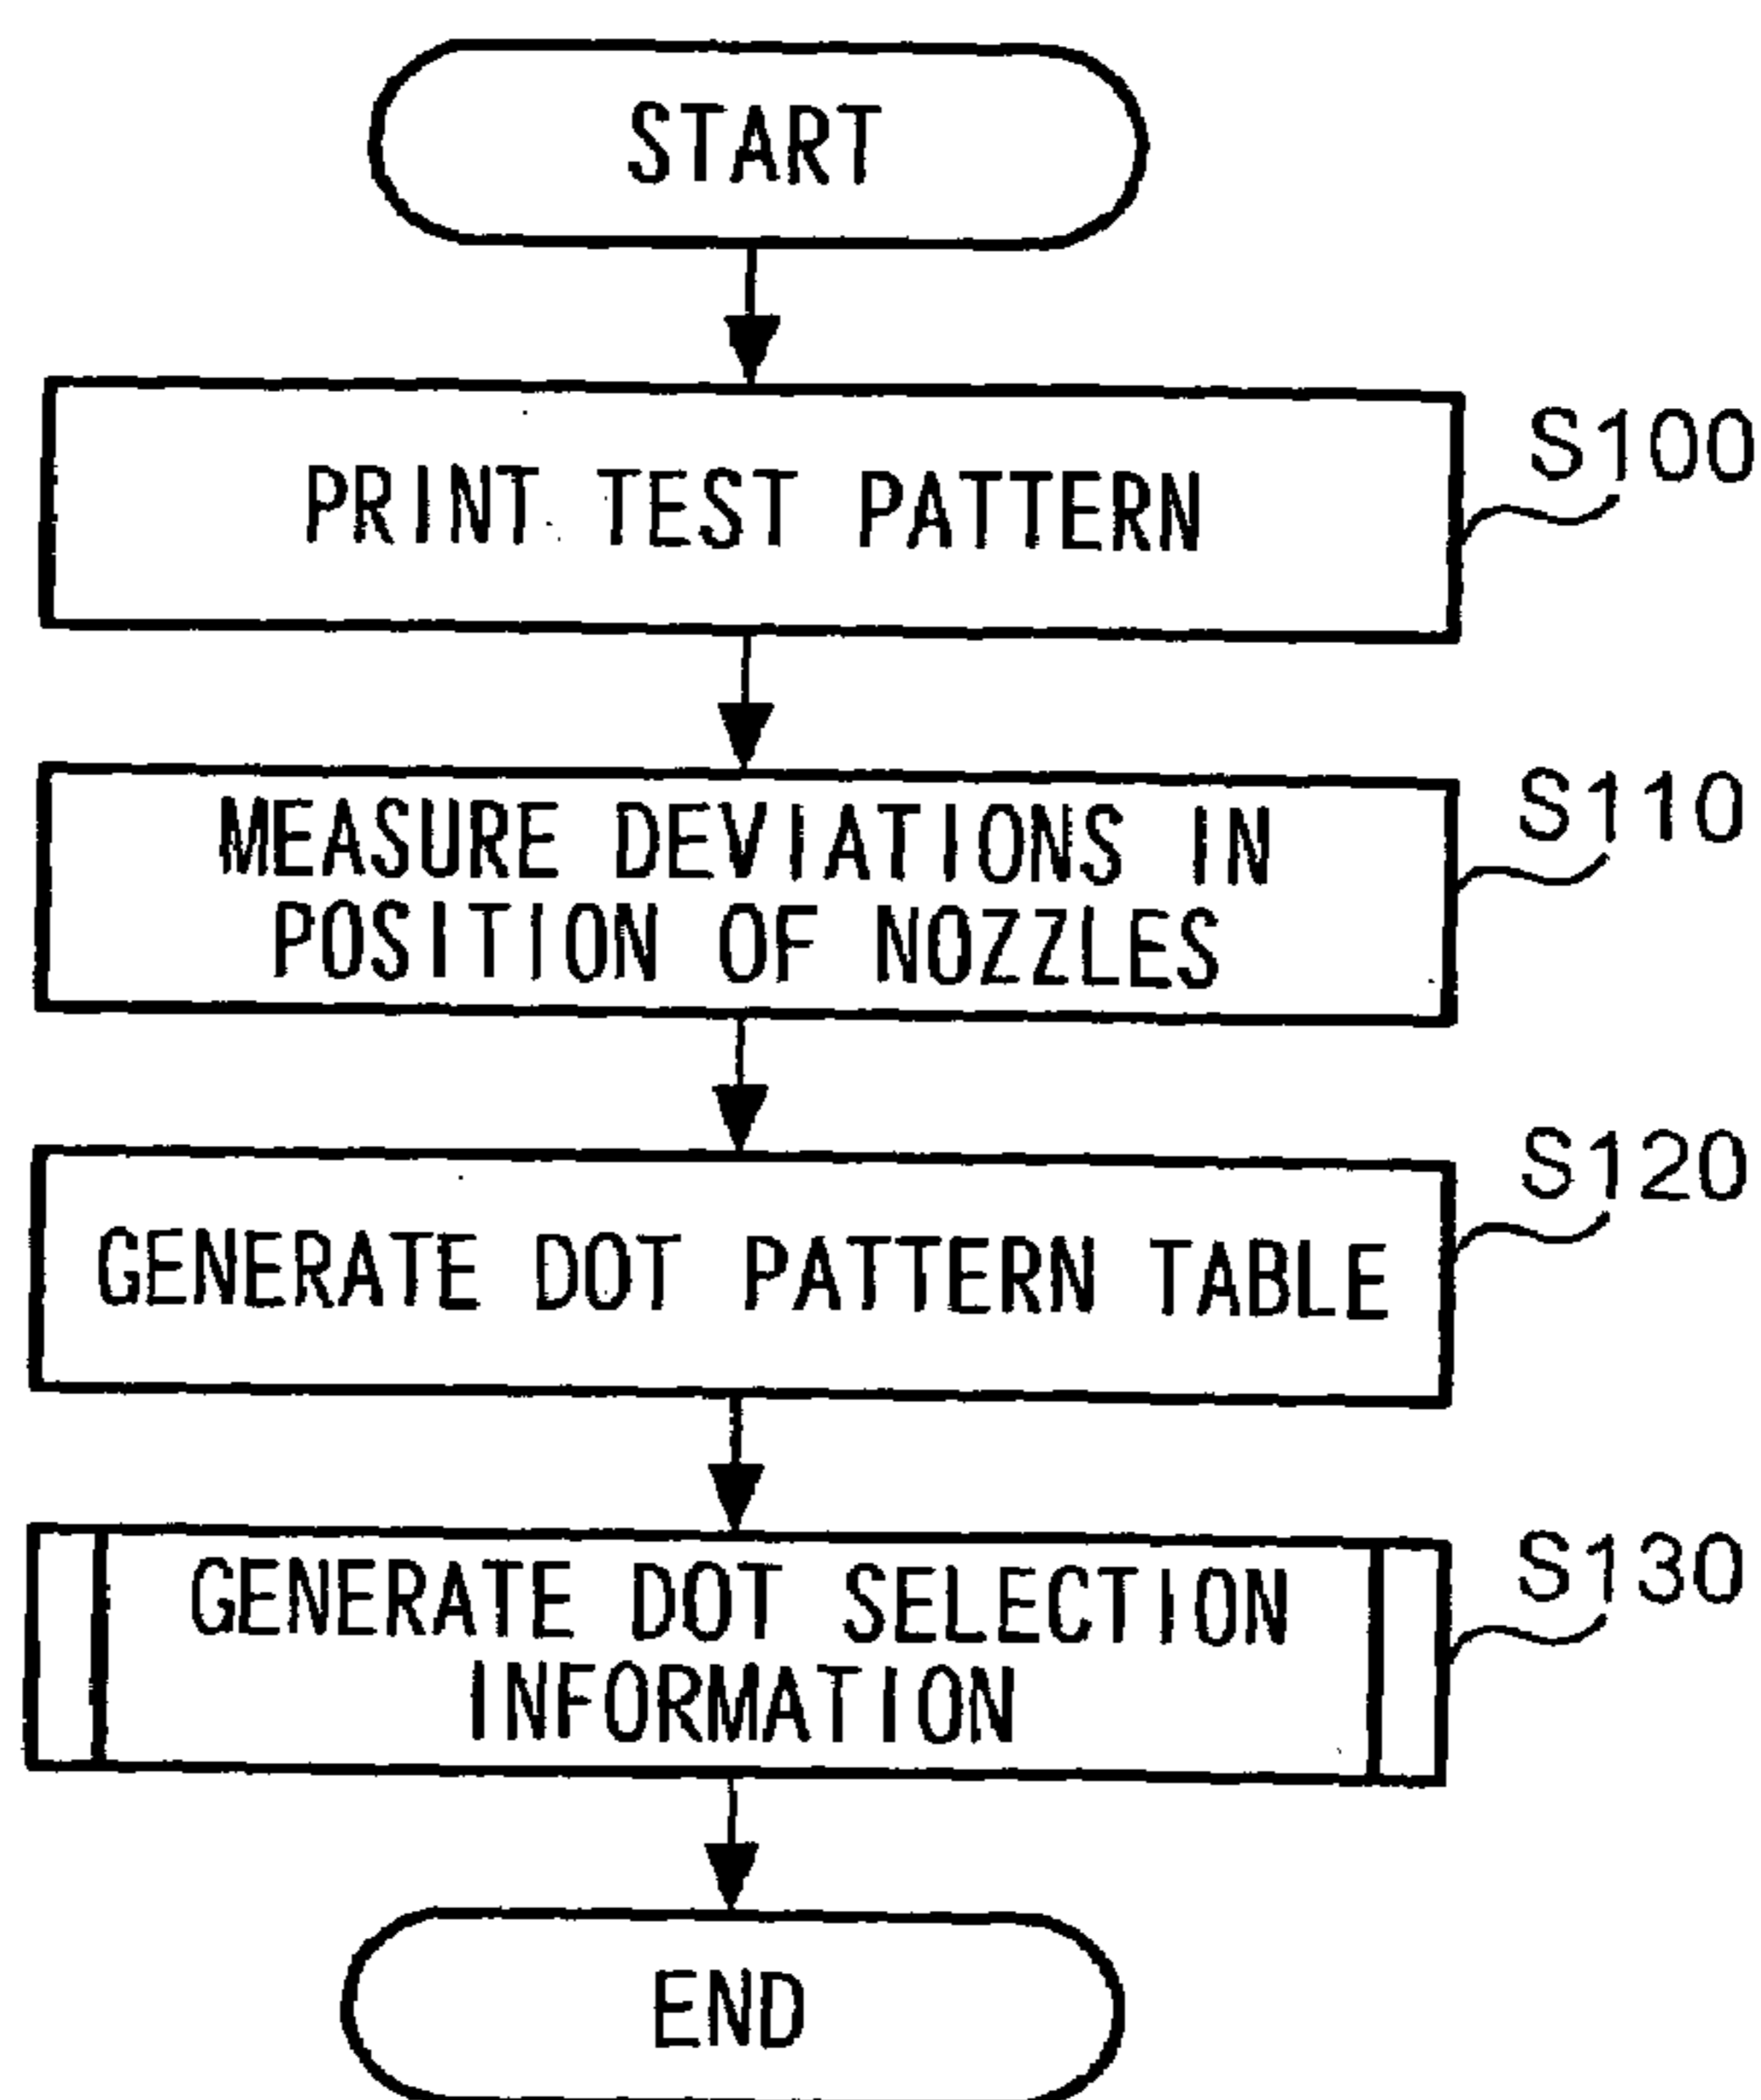 START
PRINT TEST PATTERN
S100
MEASURE DEVIATIONS IN
POSITION OF NOZZLES
S110
GENERATE DOT PATTERN TABLE
S120
GENERATE DOT SELECTION
INFORMATION
S130
END